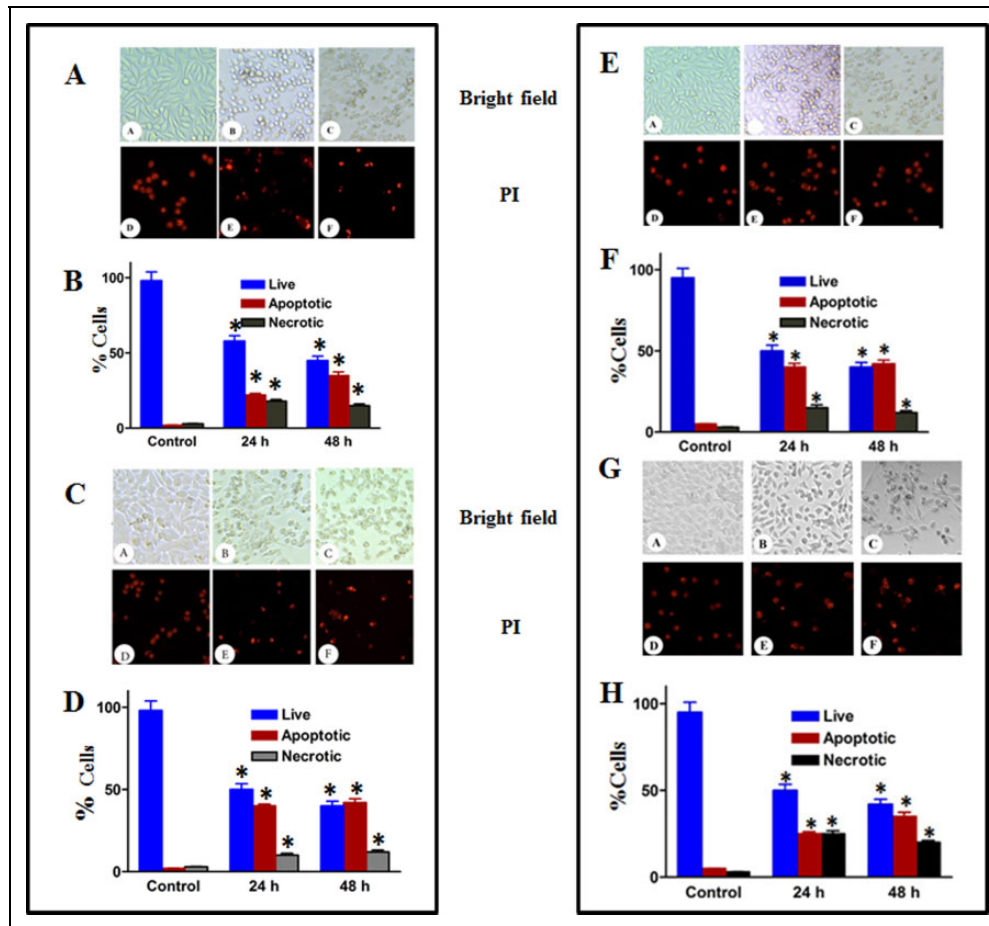 A
A B C
D E F
B
100
50
0
% Cells
Live
Apoptotic
Necrotic
* * * * * *
Control 24 h 48 h
C
A B C
D E F
D
100
50
0
% Cells
Live
Apoptotic
Necrotic
* * * * * *
Control 24 h 48 h
Bright field
PI
Bright field
PI
E
A C
D E F
F
100
50
0
%Cells
Live
Apoptotic
Necrotic
* * * * * *
Control 24 h 48 h
G
A B C
D E F
H
100
50
0
%Cells
Live
Apoptotic
Necrotic
* * * * * *
Control 24 h 48 h